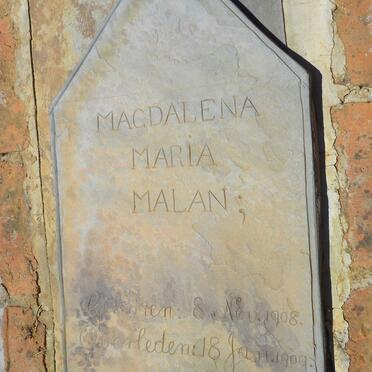 MAGDALENA
MARIA
MALAN;
Geboren: 8. Nov. 1908.
Overleden: 18 Jan. 1909.